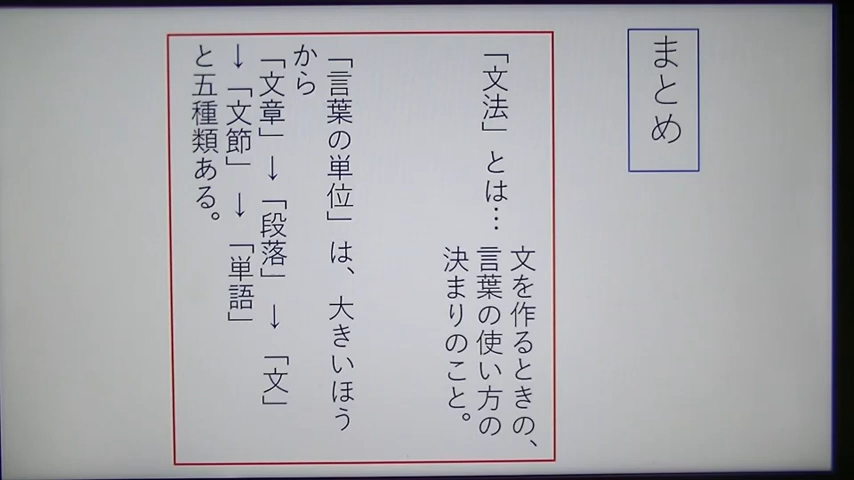 まとめ
「文法」とは…
文を作るときの、
言葉の使い方の
決まりのこと。
「言葉の単位」は、大きいほう
から
「文章」→「段落」→「文」
→「文節」→「単語」
と五種類ある。